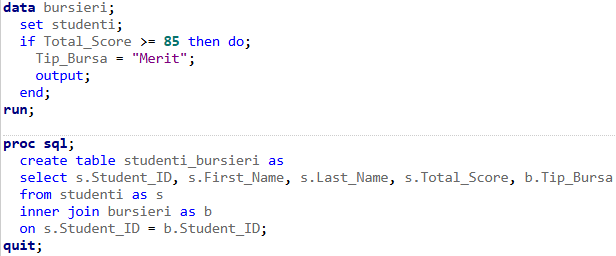 data bursieri;
set studenti;
if Total_Score >= 85 then do;
Tip_Bursa = "Merit";
output;
end;
run;
proc sql;
create table studenti_bursieri as
select s.Student_ID, s.First_Name, s.Last_Name, s.Total_Score, b.Tip_Bursa
from studenti as s
inner join bursieri as b
on s.Student_ID = b.Student_ID;
quit;